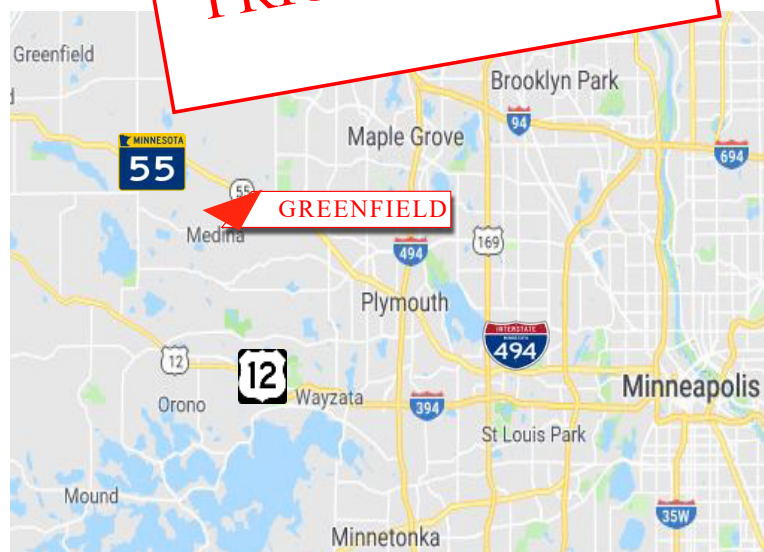 Greenfield
Brooklyn Park
94
MINNESOTA
55
Maple Grove
694
55
GREENFIELD
Medina
169
494
Plymouth
INTERSTATE
MINNESOTA
494
12
12
Minneapolis
Orono
Wayzata
394
St Louis Park
Mound
35W
Minnetonka